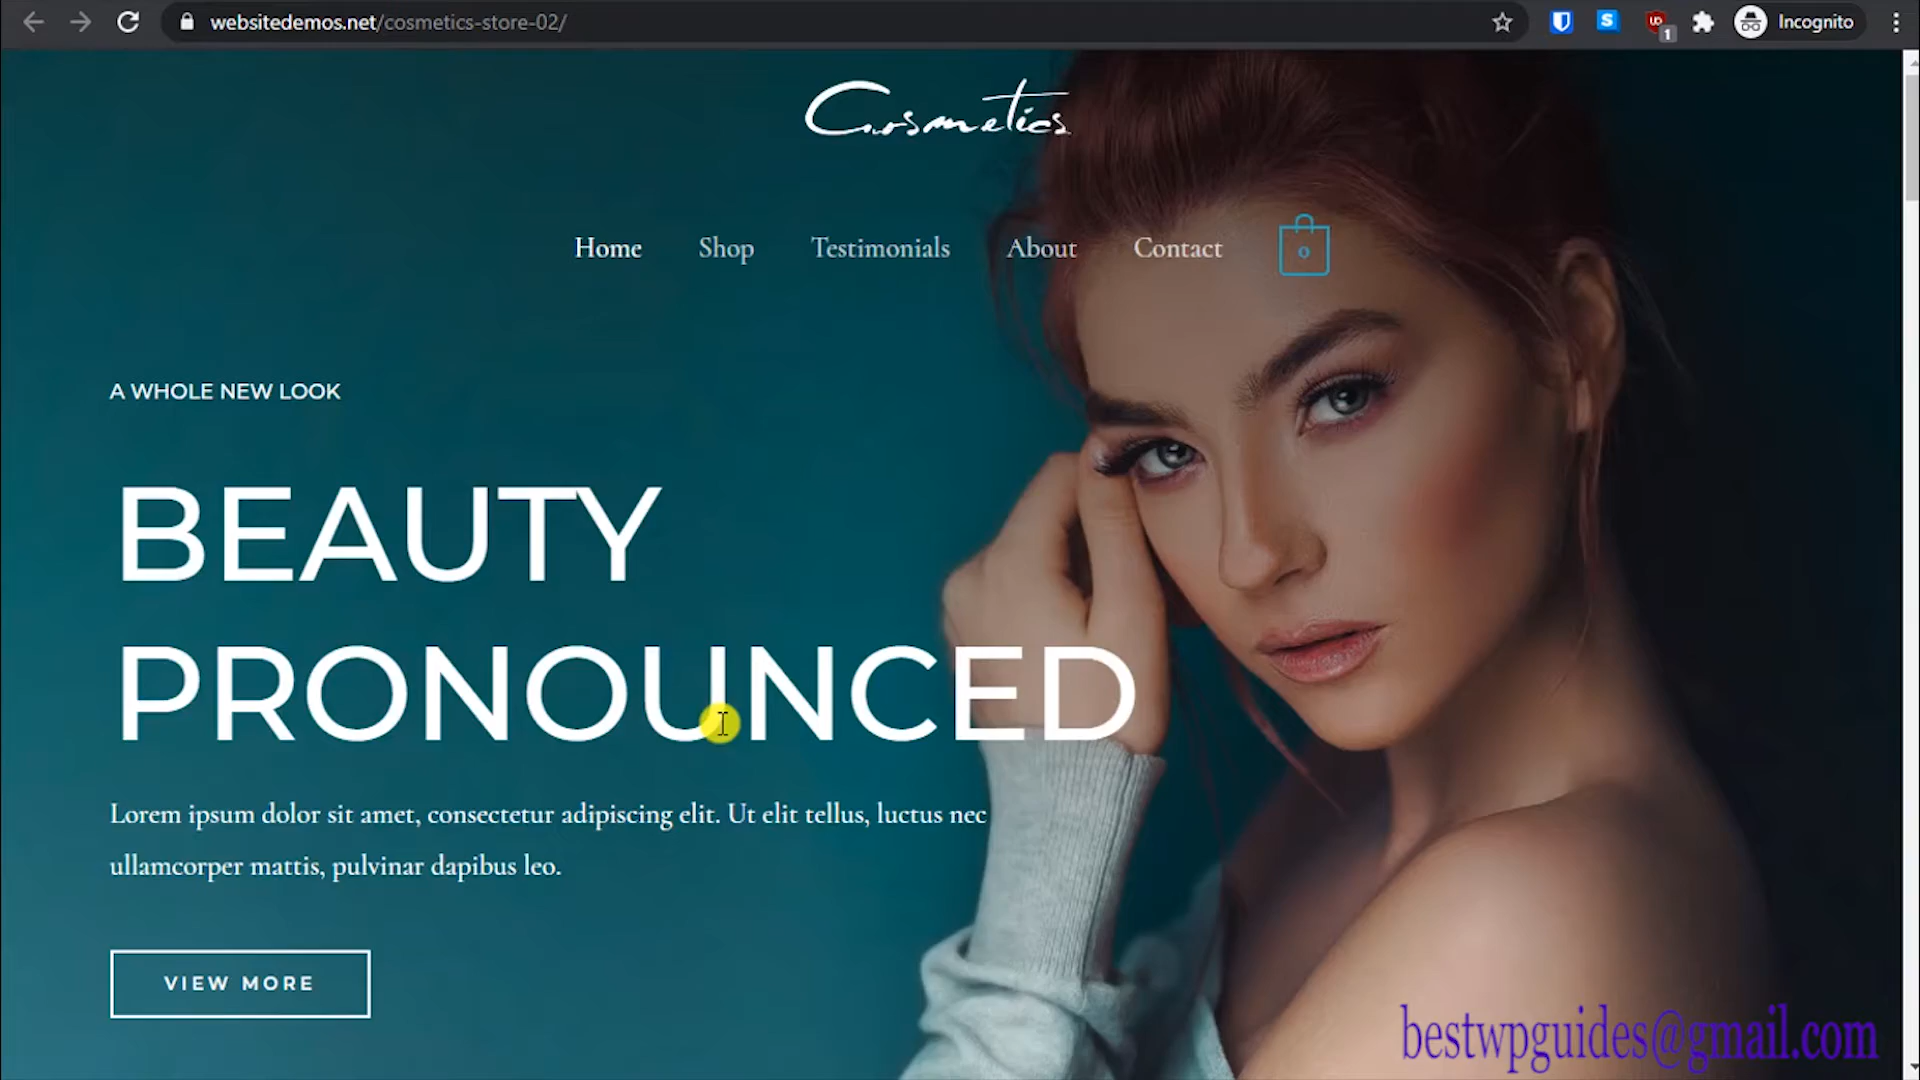 websitedemos.net/cosmetics-store-02/
1
Incognito
Cosmetics
Home Shop Testimonials About Contact 0
A WHOLE NEW LOOK
BEAUTY
PRONOUNCED
Lorem ipsum dolor sit amet, consectetur adipiscing elit. Ut elit tellus, luctus nec
ullamcorper mattis, pulvinar dapibus leo.
VIEW MORE
bestwpguides@gmail.com